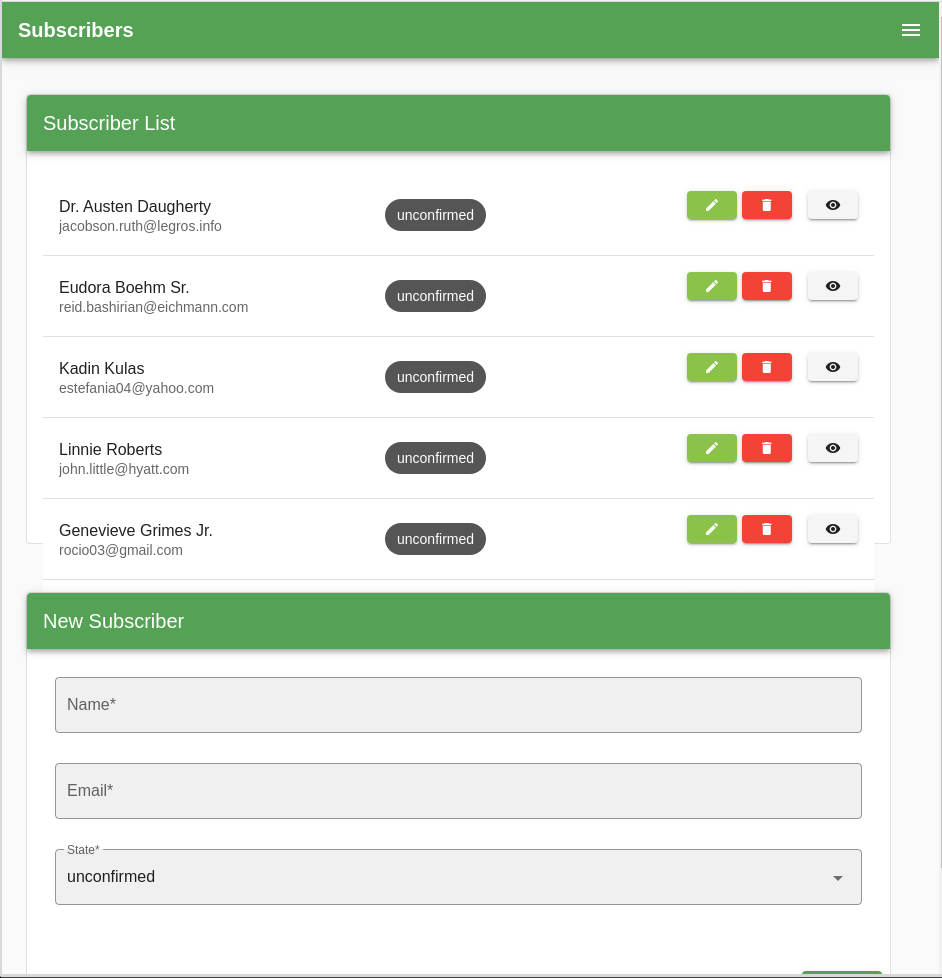 Subscribers
Subscriber List
Dr. Austen Daugherty
jacobson.ruth@legros.info
unconfirmed
Eudora Boehm Sr.
reid.bashirian@eichmann.com
unconfirmed
Kadin Kulas
estefania04@yahoo.com
unconfirmed
Linnie Roberts
john.little@hyatt.com
unconfirmed
Genevieve Grimes Jr.
rocio03@gmail.com
unconfirmed
New Subscriber
Name*
Email*
State*
unconfirmed